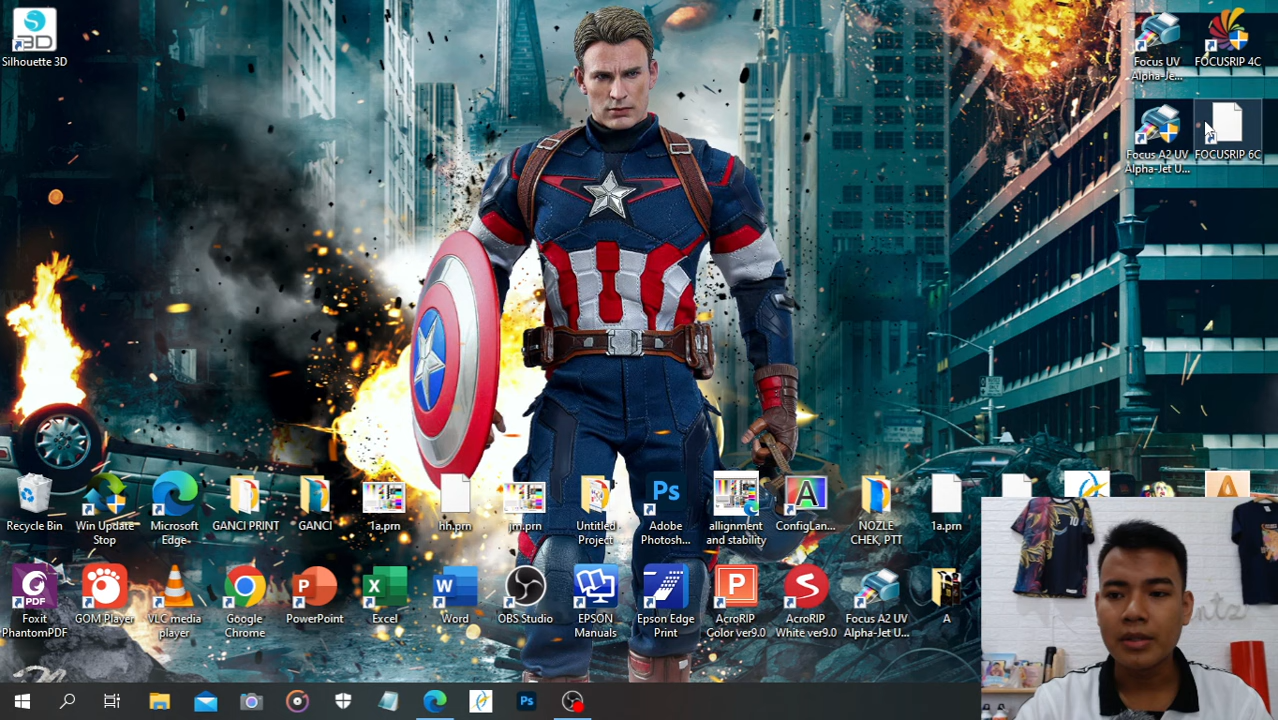 3D
Silhouette 3D
Focus UV
Alpha-Je...
FOCUSRIP 4C
Focus A2 UV
Alpha-Jet U...
FOCUSRIP 6C
Recycle Bin
Win Update
Stop
Microsoft
Edge
GANCI PRINT
GANCI
1a.prn
hh.prn
jm.prn
Untitled
Project
Ps
Adobe
Photosh...
allignment
and stability
A
ConfigLan...
NOZLE
CHEK, PTT
1a.prn
PDF
Foxit
PhantomPDF
GOM Player
VLC media
player
Google
Chrome
P
PowerPoint
X
Excel
W
Word
OBS Studio
EPSON
Manuals
Epson Edge
Print
P
AcroRIP
Color ver9.0
S
AcroRIP
White ver9.0
Focus A2 UV
Alpha-Jet U...
A
Ps